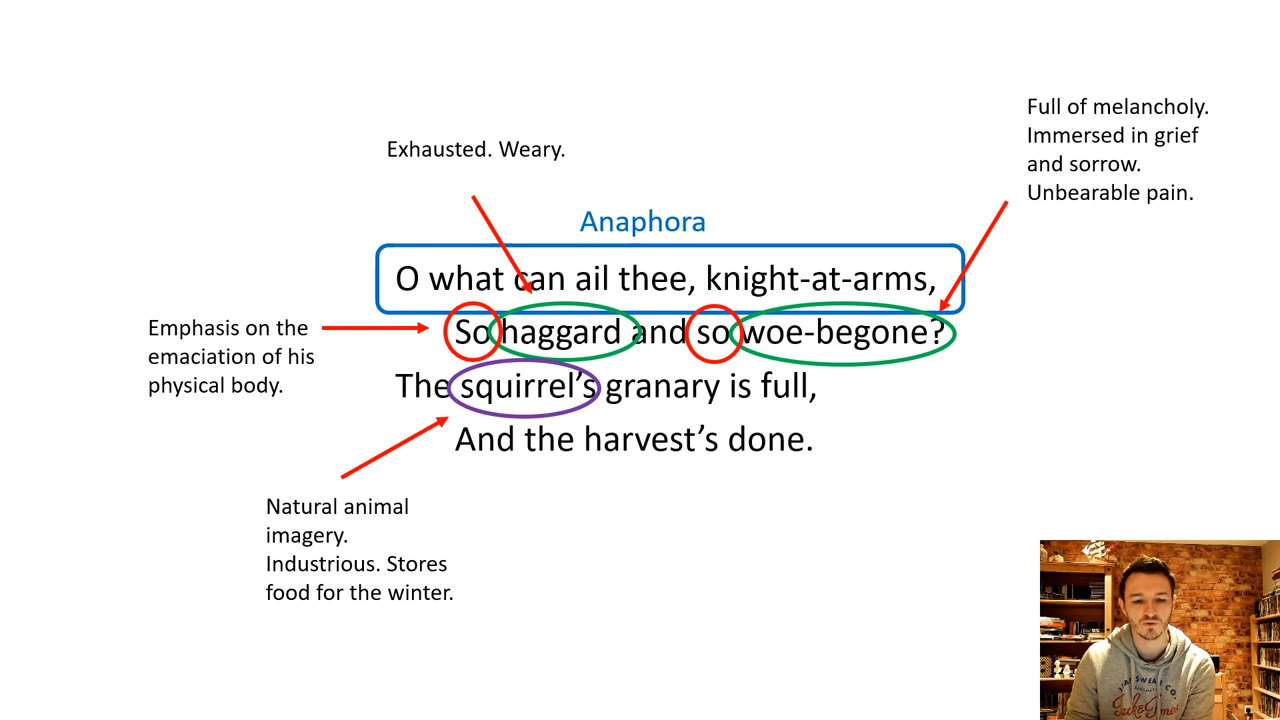 Full of melancholy.
Immersed in grief
and sorrow.
Unbearable pain.
Exhausted. Weary.
Anaphora
O what can ail thee, knight-at-arms,
So haggard and so woe-begone?
The squirrel's granary is full,
And the harvest's done.
Emphasis on the
emaciation of his
physical body.
Natural animal
imagery.
Industrious. Stores
food for the winter.